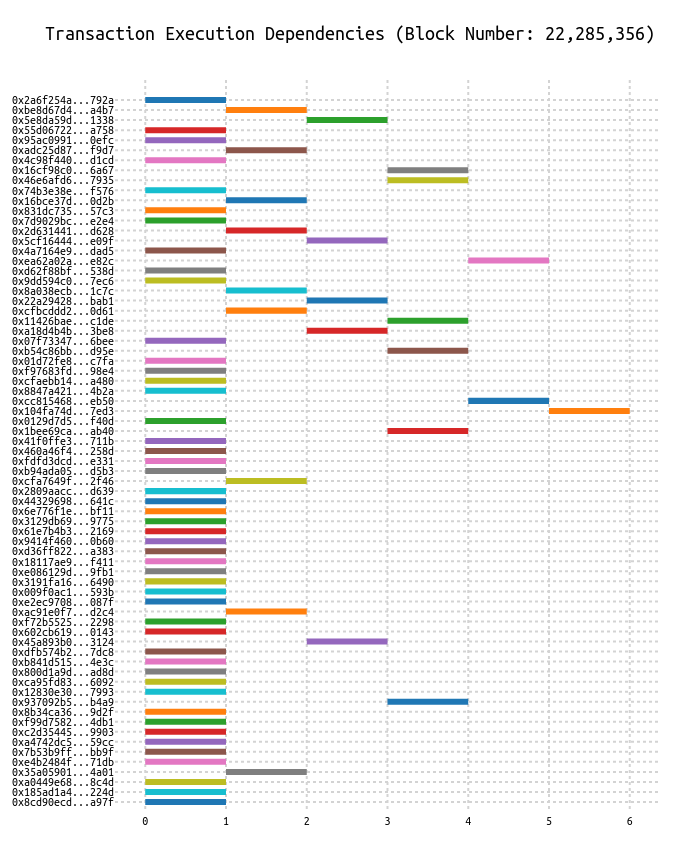 Transaction Execution Dependencies (Block Number: 22,285,356)
0x2a6f254a...792a
0xbe8d67d4...a4b7
0x5e8da59d...1338
0x55d06722...a758
0x95ac0991...0efc
0xadc25d87...f9d7
0x4c98f440...d1cd
0x16cf98c0...6a67
0x46e6afd6...7935
0x74b3e38e...f576
0x16bce37d...0d2b
0x831dc735...57c3
0x7d9029bc...e2e4
0x2d631441...d628
0x5cf16444...e09f
0x4a7164e9...dad5
0xea62a02a...e82c
0xd62f88bf...538d
0x9dd594c0...7ec6
0x8a038ecb...1c7c
0x22a29428...bab1
0xcfbcddd2...0d61
0x11426bae...c1de
0xa18d4b4b...3be8
0x07f73347...6bee
0xb54c86bb...d95e
0x01d72fe8...c7fa
0xf97683fd...98e4
0xcfaebb14...a480
0x8847a421...4b2a
0xcc815468...eb50
0x104fa74d...7ed3
0x0129d7d5...f40d
0x1bee69ca...ab40
0x41f0ffe3...711b
0x460a46f4...258d
0xfdfd3dcd...e331
0xb94ada05...d5b3
0xcfa7649f...2f46
0x2809aacc...d639
0x44329698...641c
0x6e776f1e...bf11
0x3129db69...9775
0x61e7b4b3...2169
0x9414f460...0b60
0xd36ff822...a383
0x18117ae9...f411
0xe086129d...9fb1
0x3191fa16...6490
0x009f0ac1...593b
0xe2ec9708...087f
0xac91e0f7...d2c4
0xf72b5525...2298
0x602cb619...0143
0x45a893b0...3124
0xdfb574b2...7dc8
0xb841d515...4e3c
0x800d1a9d...ad8d
0xca95fd83...6092
0x12830e30...7993
0x937092b5...b4a9
0x8b34ca36...9d2f
0xf99d7582...4db1
0xc2d35445...9903
0xa4742dc5...59cc
0x7b53b9ff...bb9f
0xe4b2484f...71db
0x35a05901...4a01
0xa0449e68...8c4d
0x185ad1a4...224d
0x8cd90ecd...a97f
0 1 2 3 4 5 6